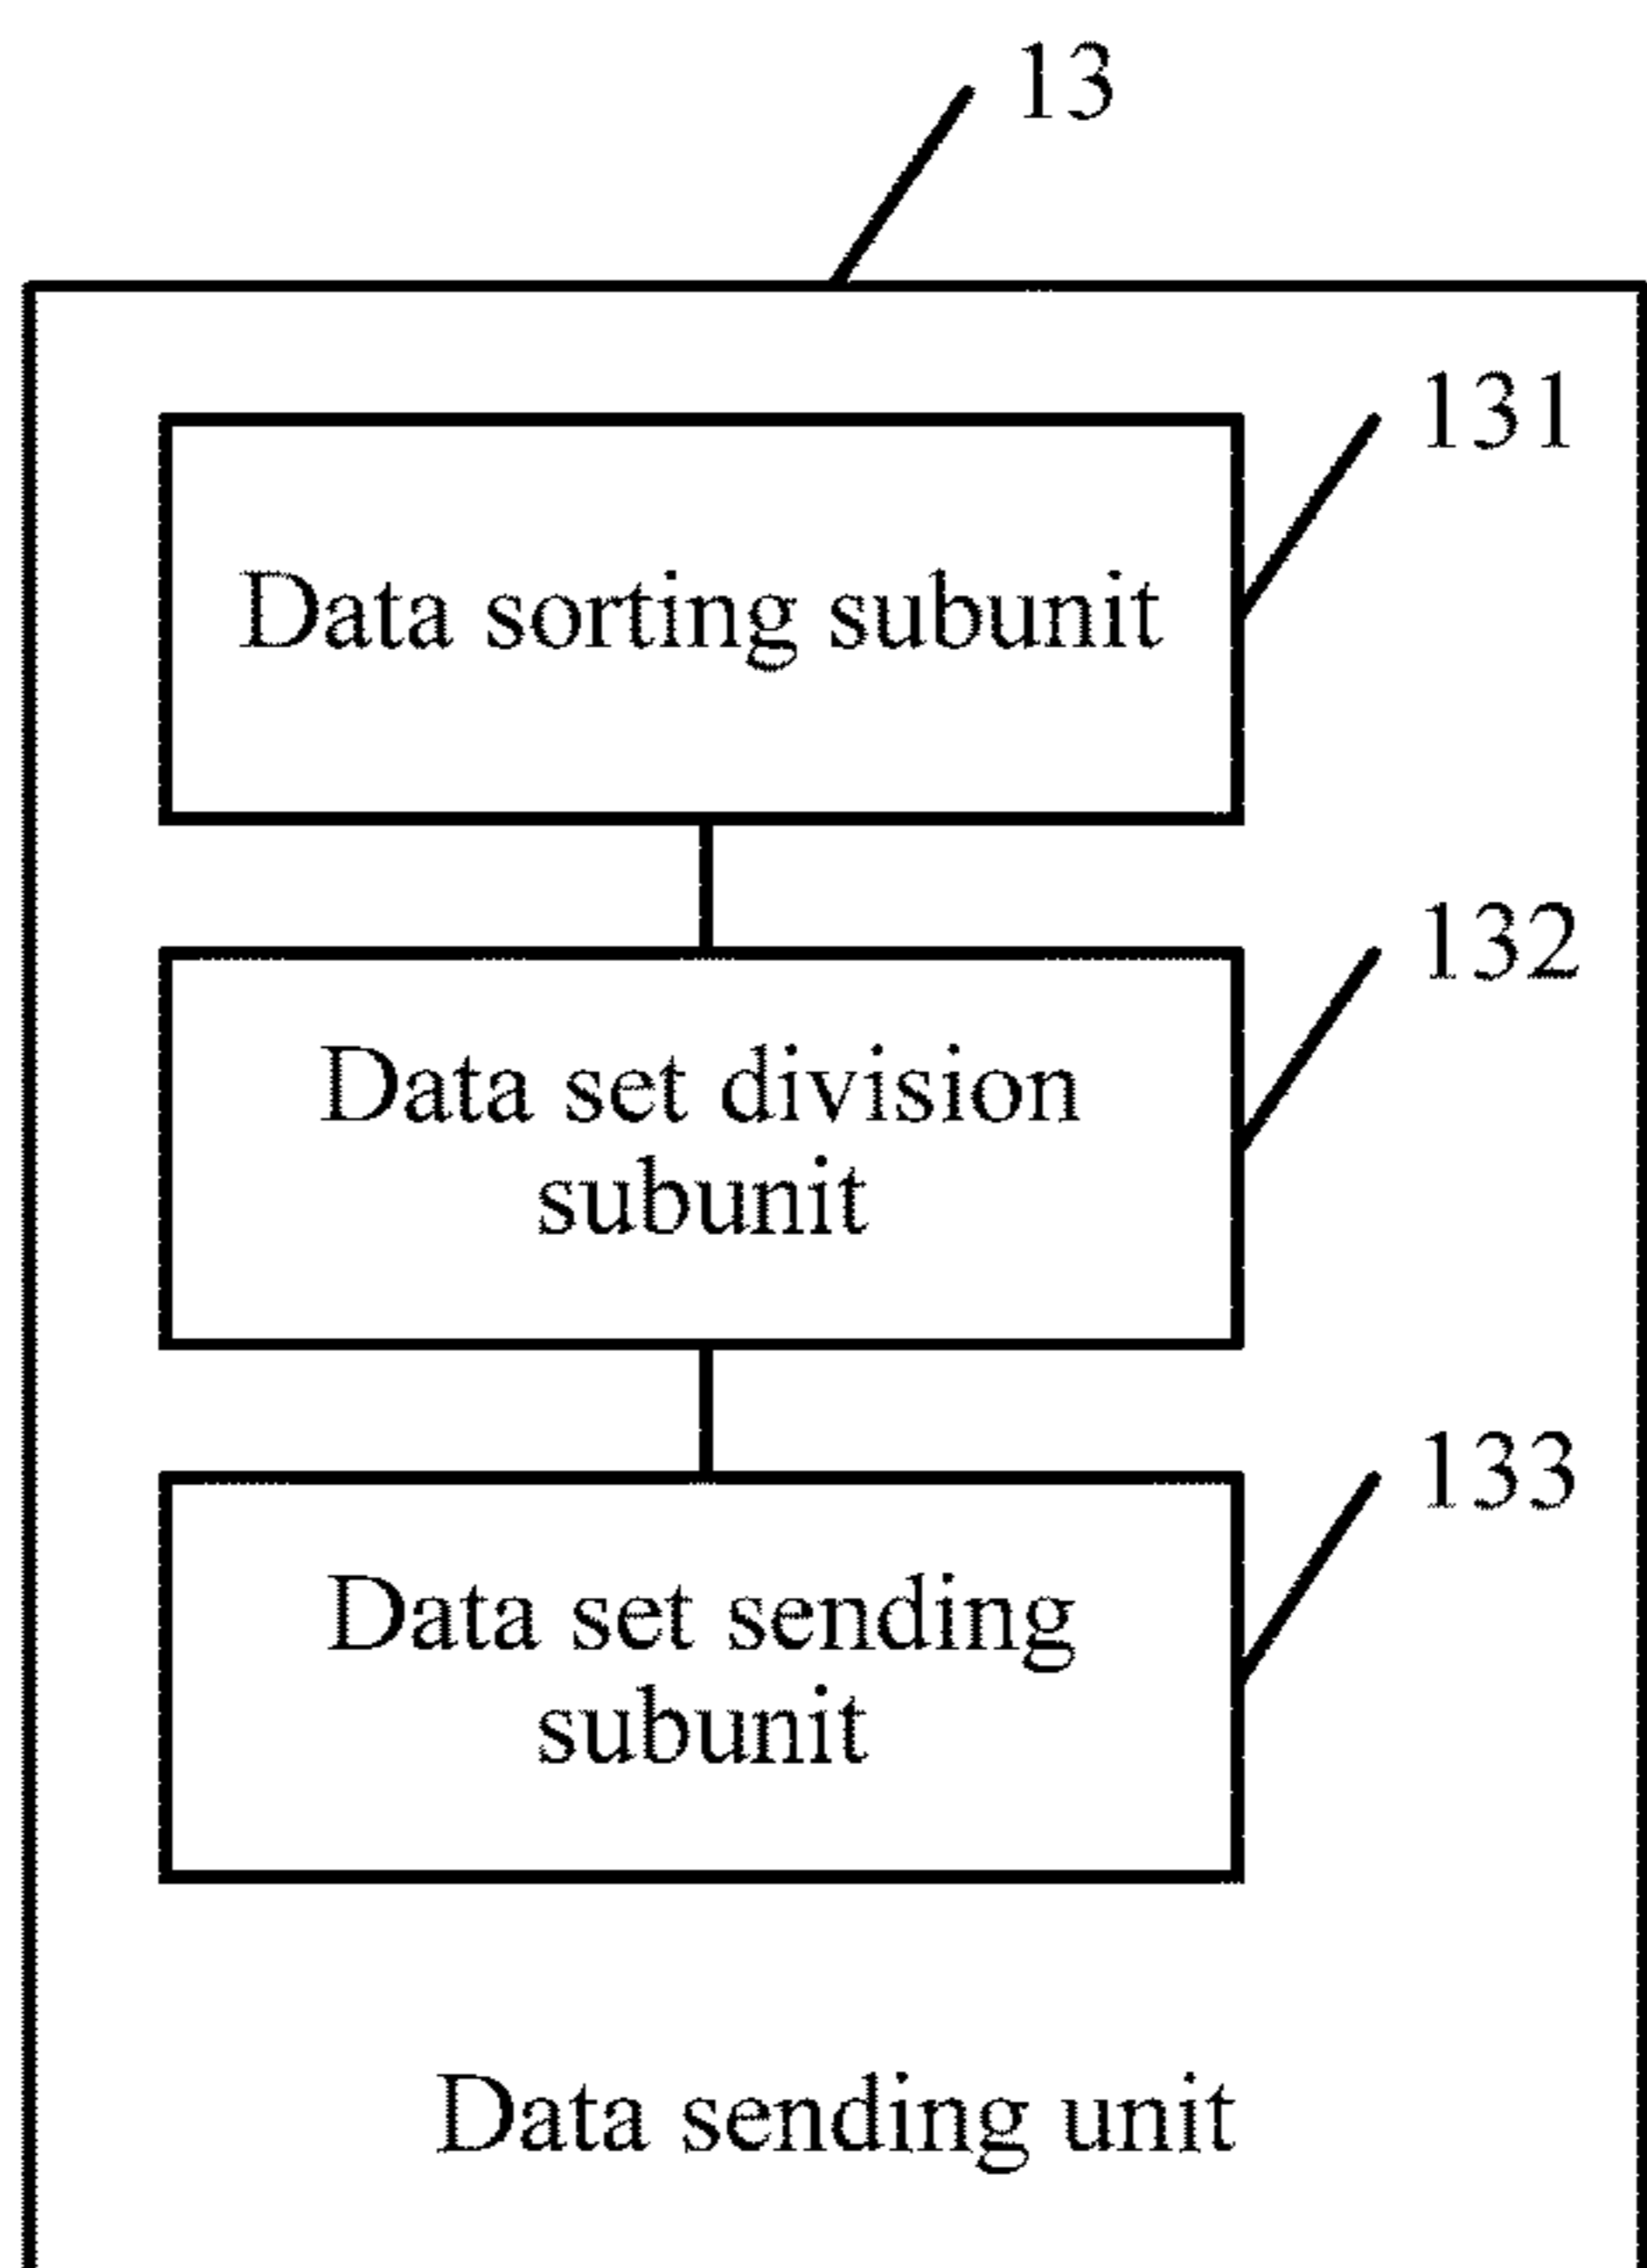 13
131
Data sorting subunit
132
Data set division
subunit
133
Data set sending
subunit
Data sending unit